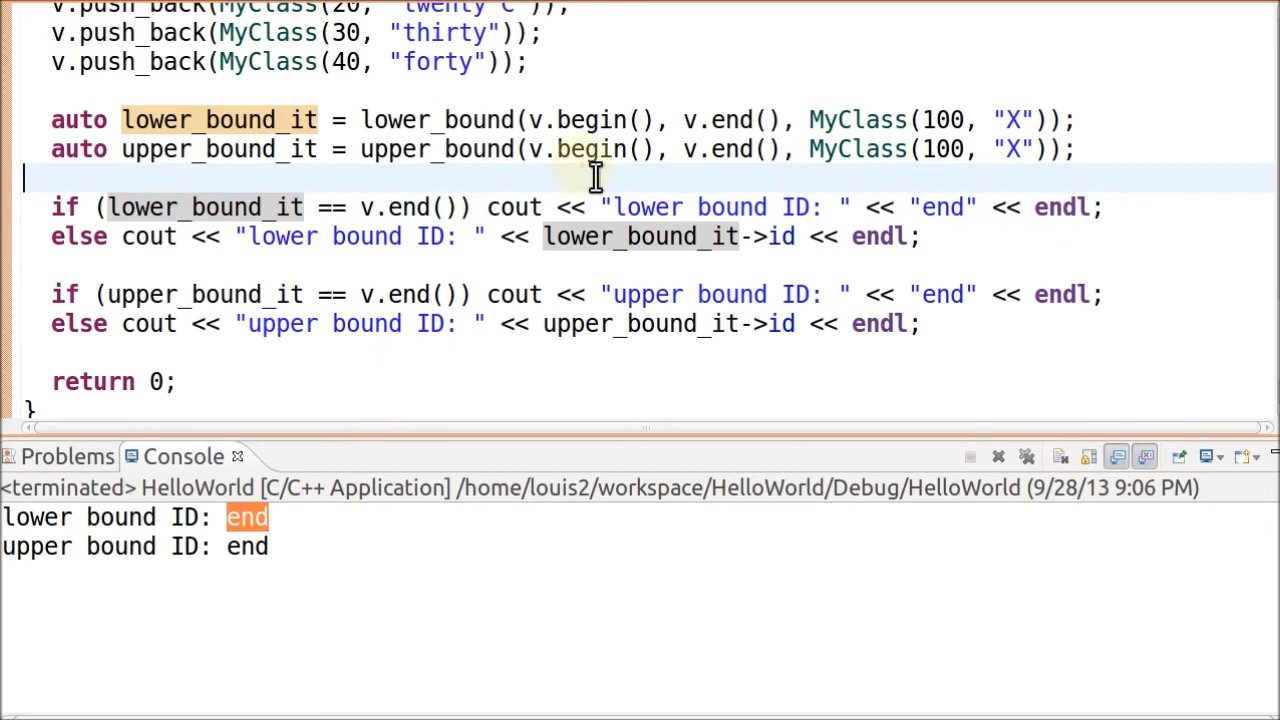 v.push_back(MyClass(20, "twenty C"));
v.push_back(MyClass(30, "thirty"));
v.push_back(MyClass(40, "forty"));
auto lower_bound_it = lower_bound(v.begin(), v.end(), MyClass(100, "X"));
auto upper_bound_it = upper_bound(v.begin(), v.end(), MyClass(100, "X"));
if (lower_bound_it == v.end()) cout << "lower bound ID: " << "end" << endl;
else cout << "lower bound ID: " << lower_bound_it->id << endl;
if (upper_bound_it == v.end()) cout << "upper bound ID: " << "end" << endl;
else cout << "upper bound ID: " << upper_bound_it->id << endl;
return 0;
}
Problems Console
<terminated> HelloWorld [C/C++ Application] /home/louis2/workspace/HelloWorld/Debug/HelloWorld (9/28/13 9:06 PM)
lower bound ID: end
upper bound ID: end